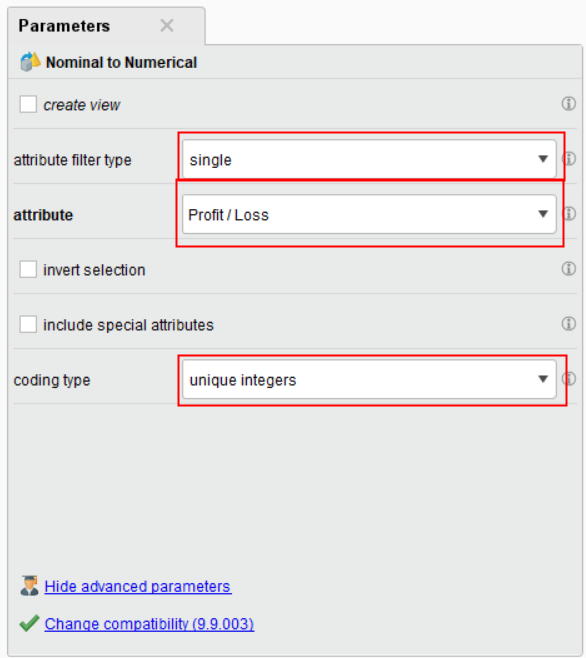 Parameters
Nominal to Numerical
create view
attribute filter type single
attribute Profit / Loss
invert selection
include special attributes
coding type unique integers
Hide advanced parameters
Change compatibility (9.9.003)